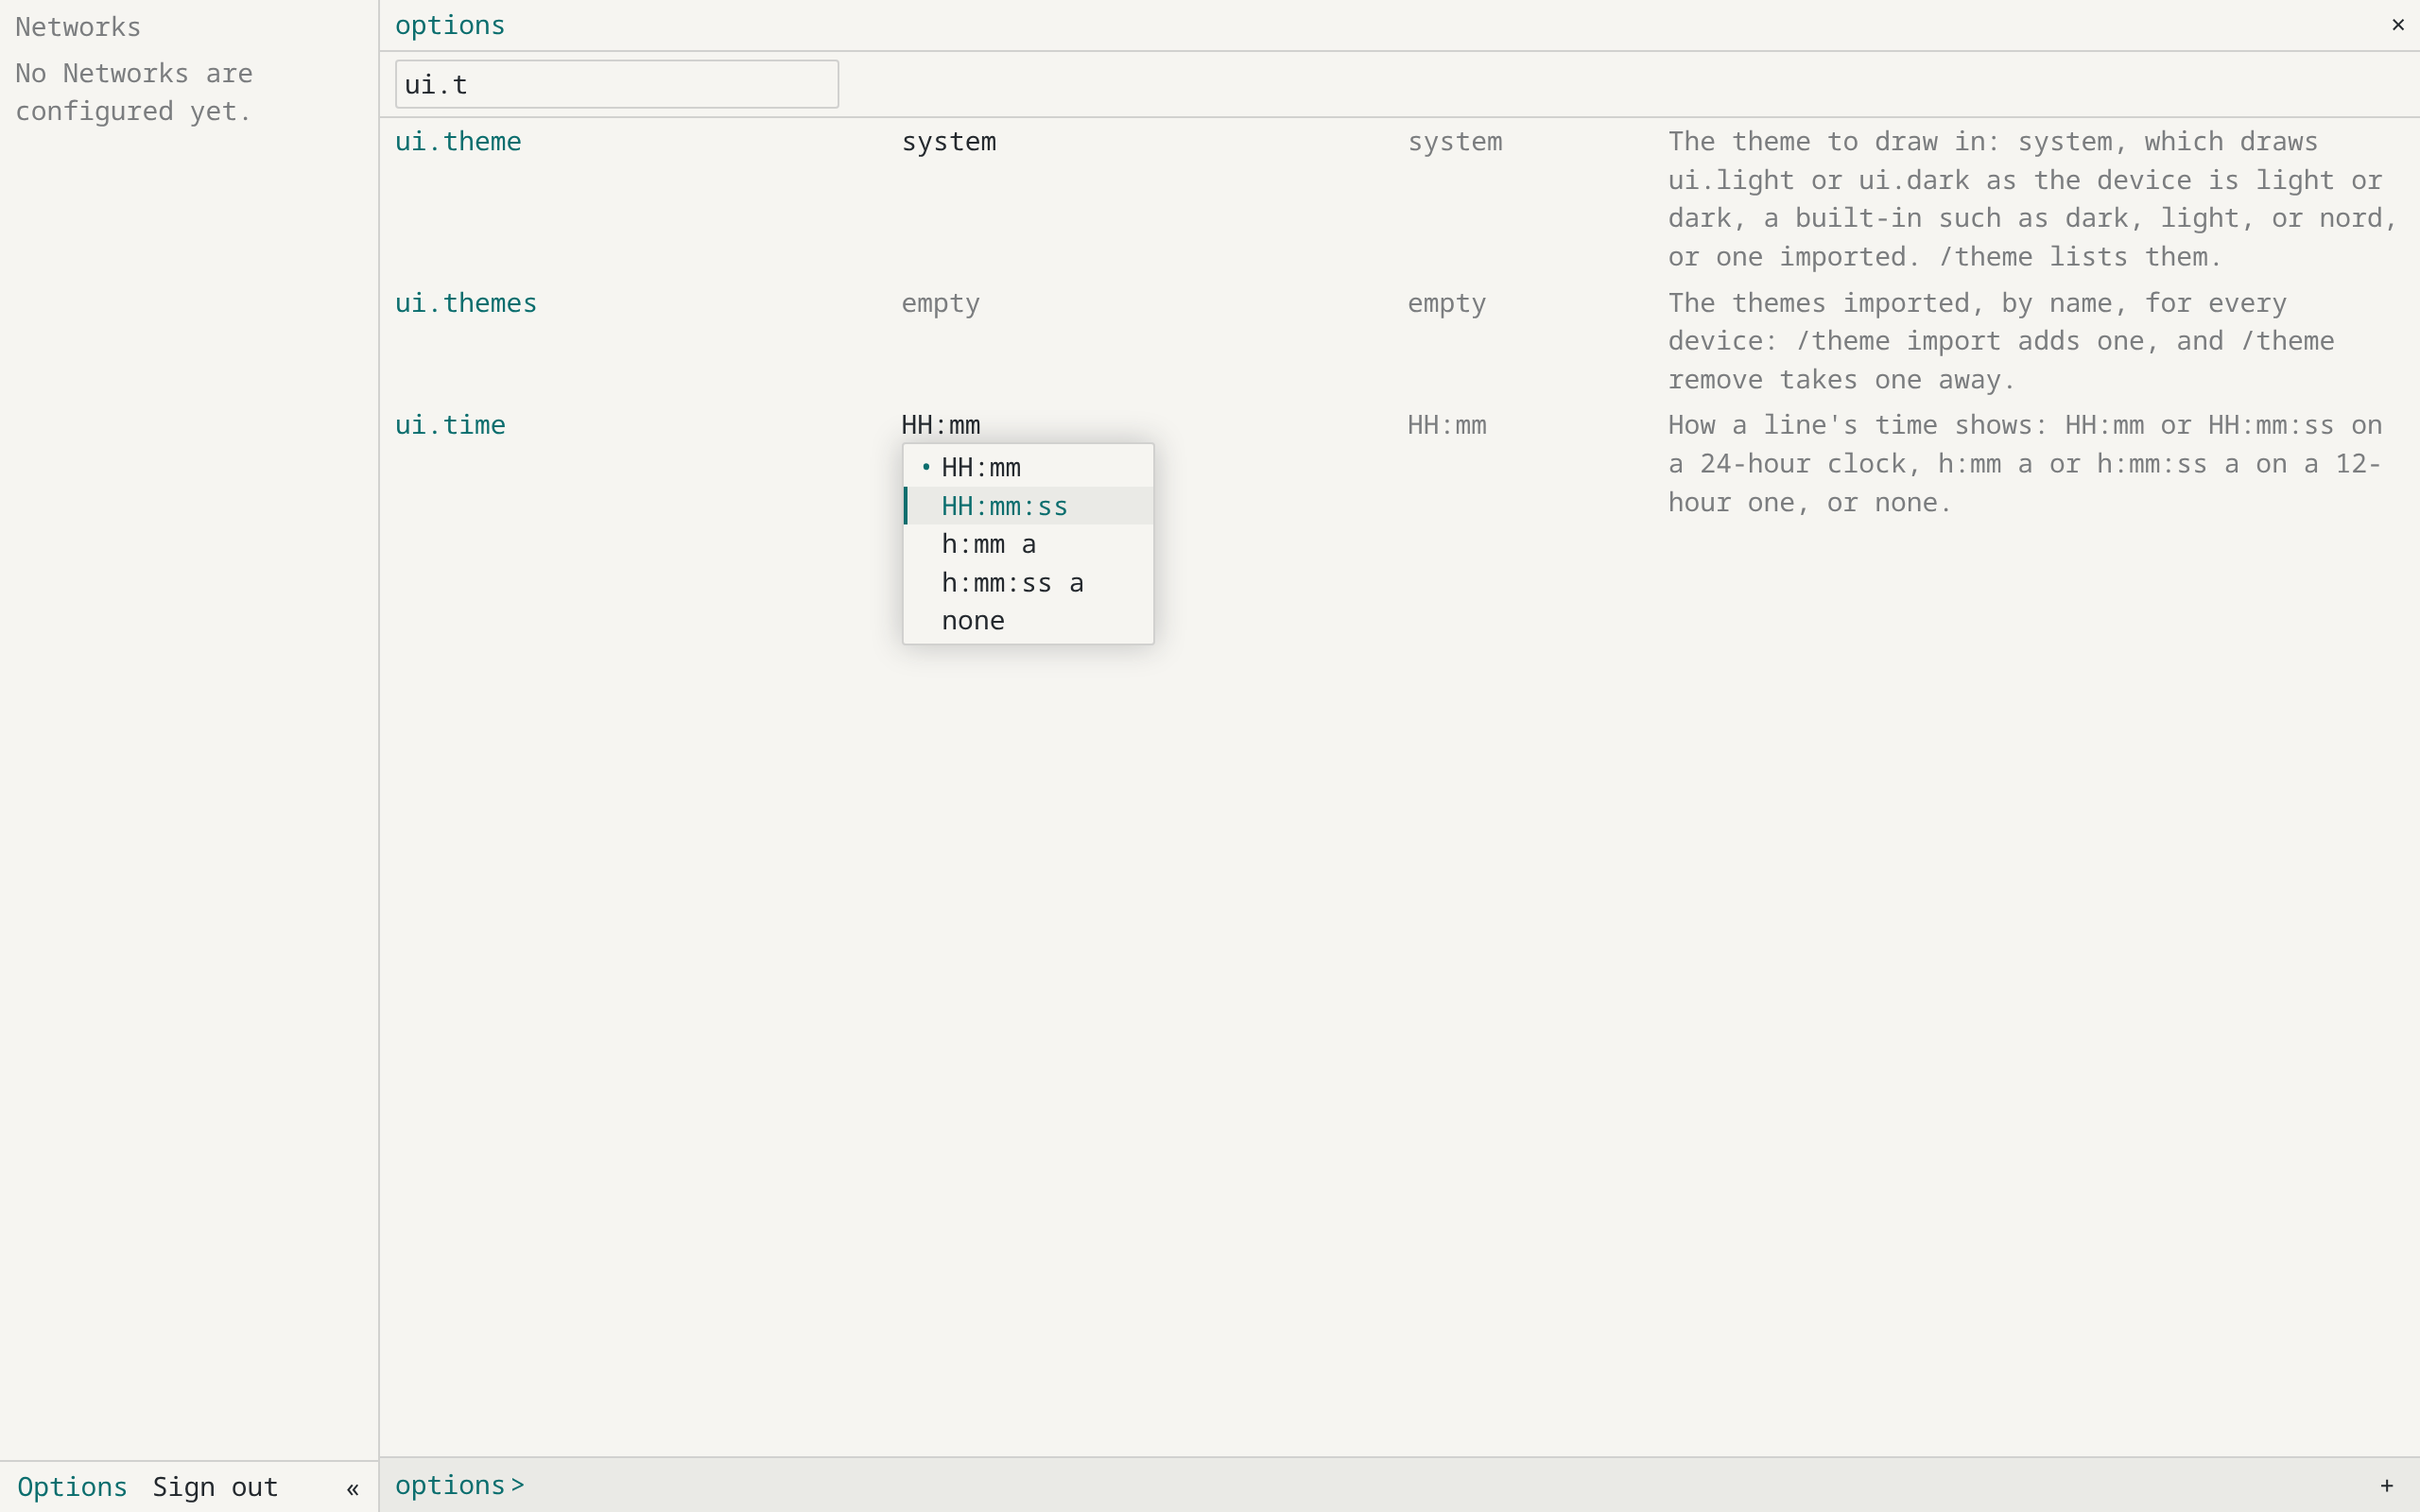 Networks
No Networks are
configured yet.
options ×
ui.t
ui.theme system system The theme to draw in: system, which draws
ui.light or ui.dark as the device is light or
dark, a built-in such as dark, light, or nord,
or one imported. /theme lists them.
ui.themes empty empty The themes imported, by name, for every
device: /theme import adds one, and /theme
remove takes one away.
ui.time HH:mm HH:mm How a line's time shows: HH:mm or HH:mm:ss on
a 24-hour clock, h:mm a or h:mm:ss a on a 12-
hour one, or none.
• HH:mm
HH:mm:ss
h:mm a
h:mm:ss a
none
Options Sign out «
options> +